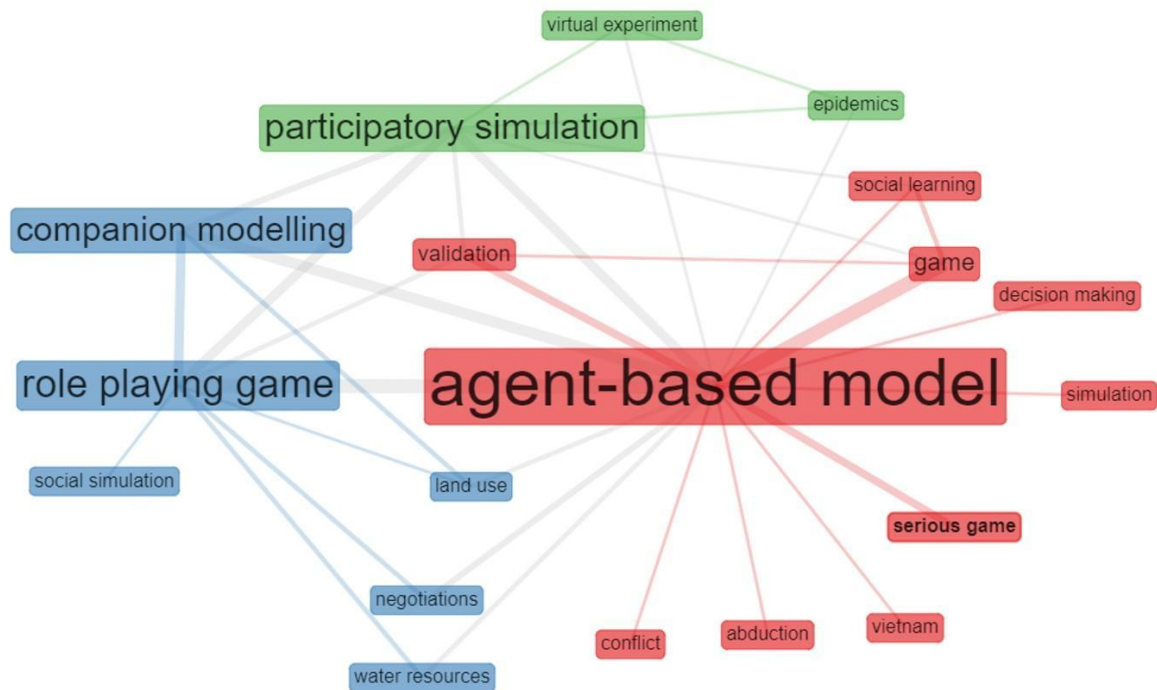 virtual experiment
epidemics
participatory simulation
social learning
companion modelling
validation
game
decision making
role playing game
agent-based model
simulation
social simulation
land use
serious game
negotiations
vietnam
abduction
conflict
water resources